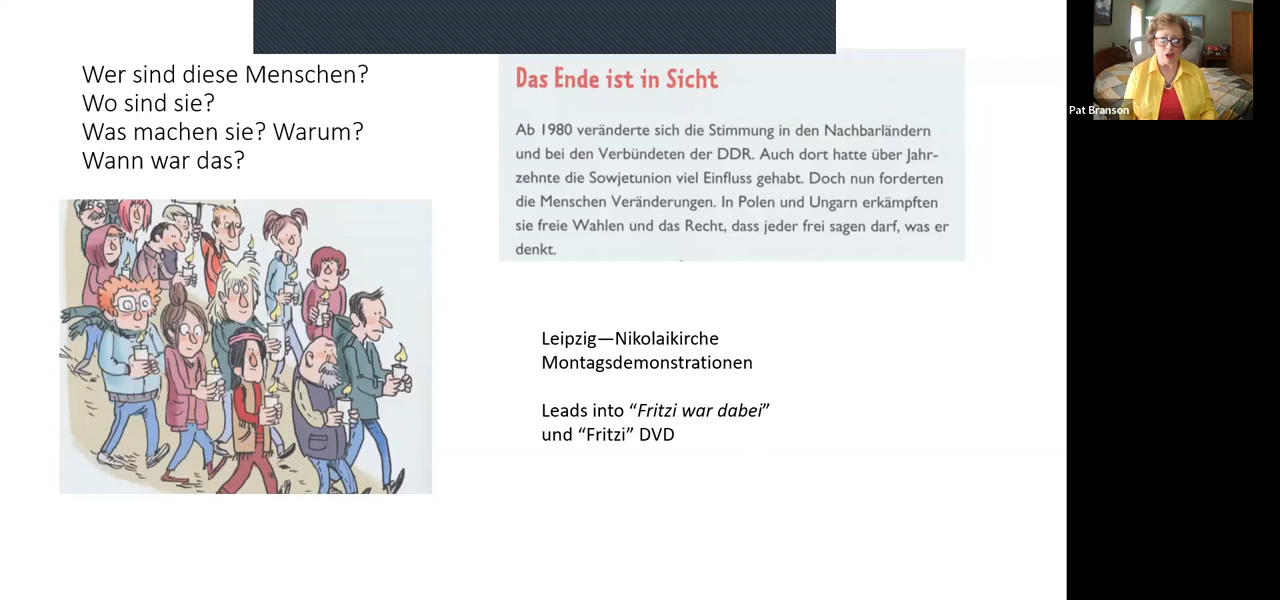 Wer sind diese Menschen?
Wo sind sie?
Was machen sie? Warum?
Wann war das?
Das Ende ist in Sicht
Ab 1980 veränderte sich die Stimmung in den Nachbarländern
und bei den Verbündeten der DDR. Auch dort hatte über Jahr-
zehnte die Sowjetunion viel Einfluss gehabt. Doch nun forderten
die Menschen Veränderungen. In Polen und Ungarn erkämpften
sie freie Wahlen und das Recht, dass jeder frei sagen darf, was er
denkt.
Leipzig—Nikolaikirche
Montagsdemonstrationen
Leads into “Fritzi war dabei”
und “Fritzi” DVD
Pat Branson